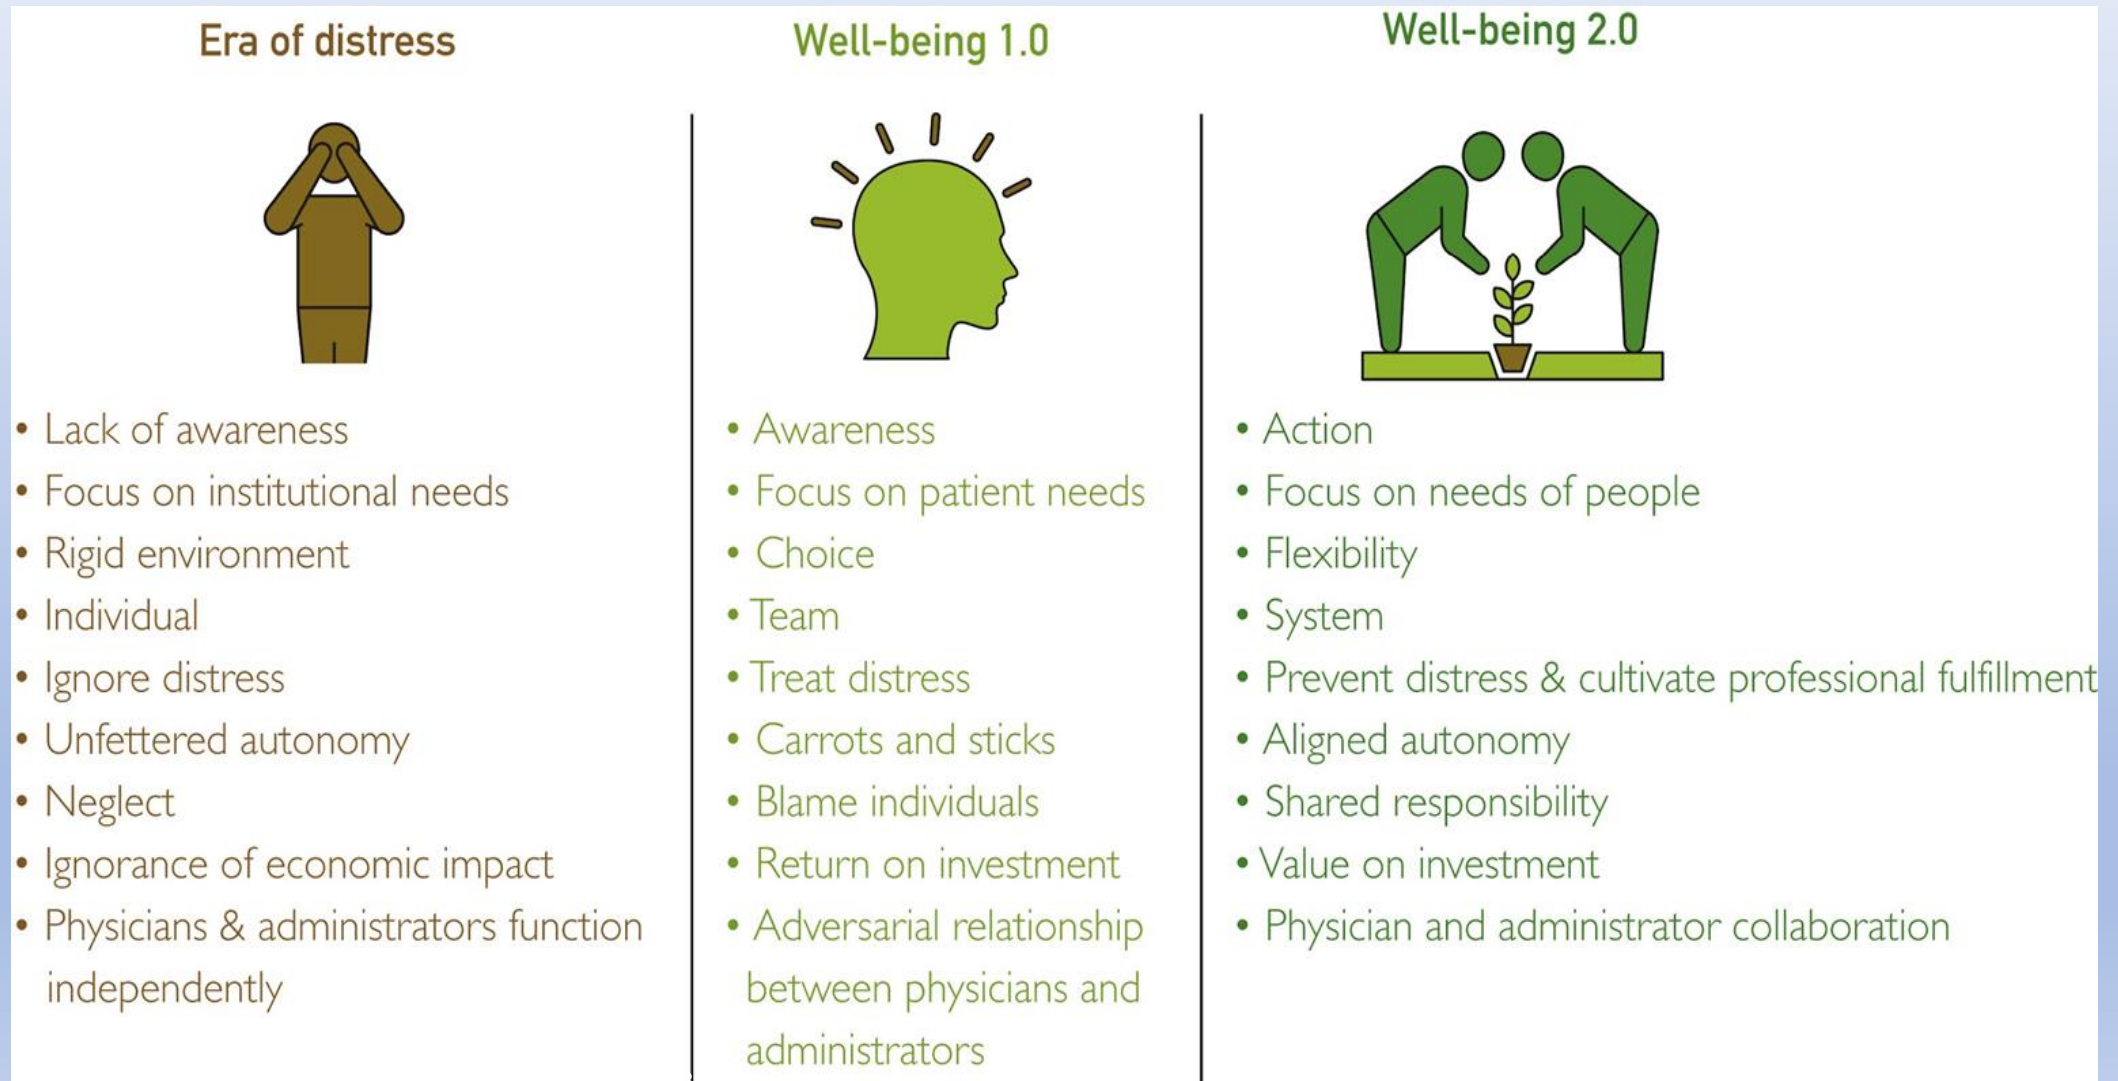 Era of distress
• Lack of awareness
• Focus on institutional needs
• Rigid environment
• Individual
• Ignore distress
• Unfettered autonomy
• Neglect
• Ignorance of economic impact
• Physicians & administrators function
independently
Well-being 1.0
• Awareness
• Focus on patient needs
• Choice
• Team
• Treat distress
• Carrots and sticks
• Blame individuals
• Return on investment
• Adversarial relationship
between physicians and
administrators
Well-being 2.0
• Action
• Focus on needs of people
• Flexibility
• System
• Prevent distress & cultivate professional fulfillment
• Aligned autonomy
• Shared responsibility
• Value on investment
• Physician and administrator collaboration